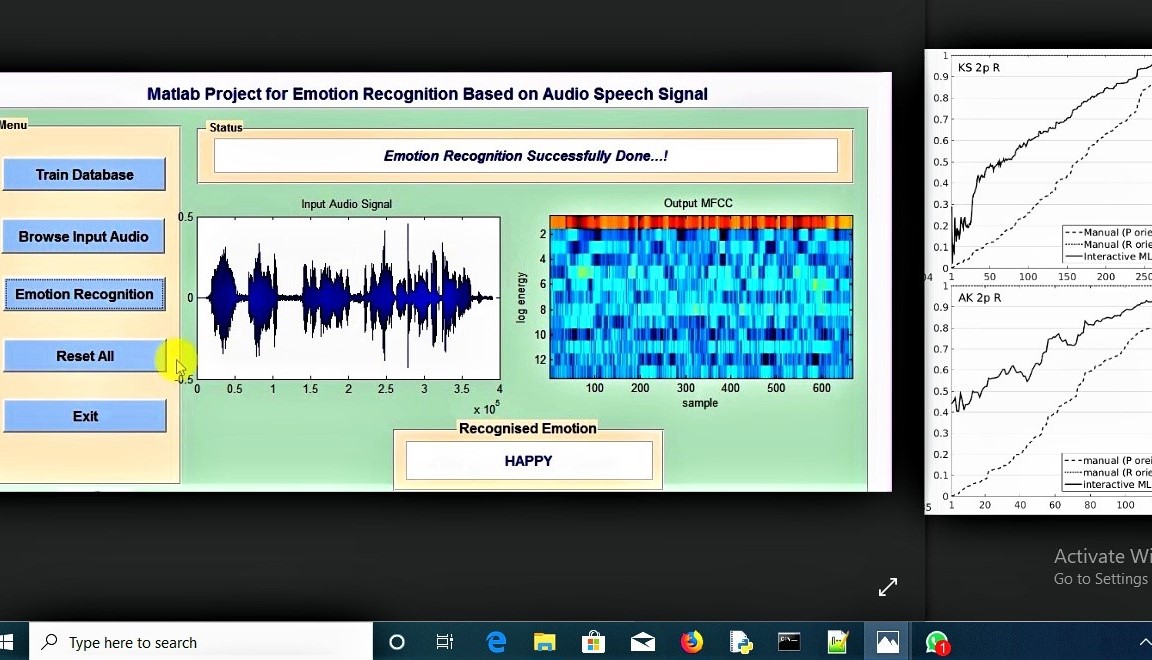 Matlab Project for Emotion Recognition Based on Audio Speech Signal
Menu
Train Database
Browse Input Audio
Emotion Recognition
Reset All
Exit
Status
Emotion Recognition Successfully Done...!
Input Audio Signal
0.5
0
-0.5
0 0.5 1 1.5 2 2.5 3 3.5 4
x 10⁵
Output MFCC
log energy
2
4
6
8
10
12
100 200 300 400 500 600
sample
Recognised Emotion
HAPPY
KS 2p R
1
0.9
0.8
0.7
0.6
0.5
0.4
0.3
0.2
0.1
0
Manual (P orie
Manual (R orie
Interactive ML
04
1 50 100 150 200 250
AK 2p R
1
0.9
0.8
0.7
0.6
0.5
0.4
0.3
0.2
0.1
0
manual (P orei
manual (R orie
interactive ML
5
1 20 40 60 80 100
Activate Wi
Go to Settings
Type here to search
1